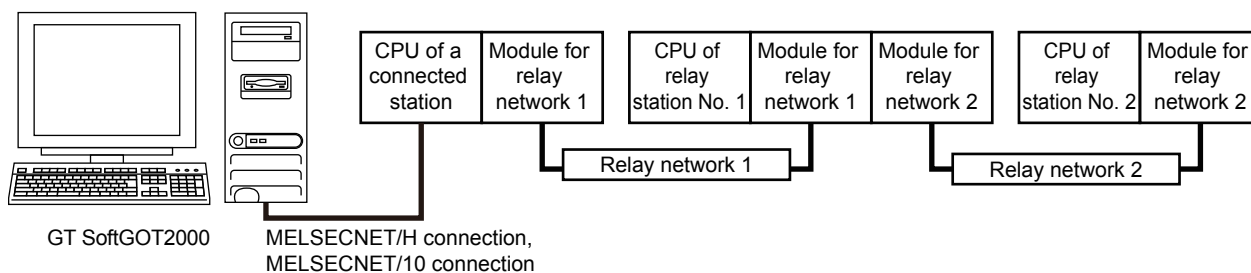 CPU of a
connected
station
Module for
relay
network 1
CPU of
relay
station No. 1
Module for
relay
network 1
Module for
relay
network 2
CPU of
relay
station No. 2
Module for
relay
network 2
Relay network 1
Relay network 2
GT SoftGOT2000
MELSECNET/H connection,
MELSECNET/10 connection